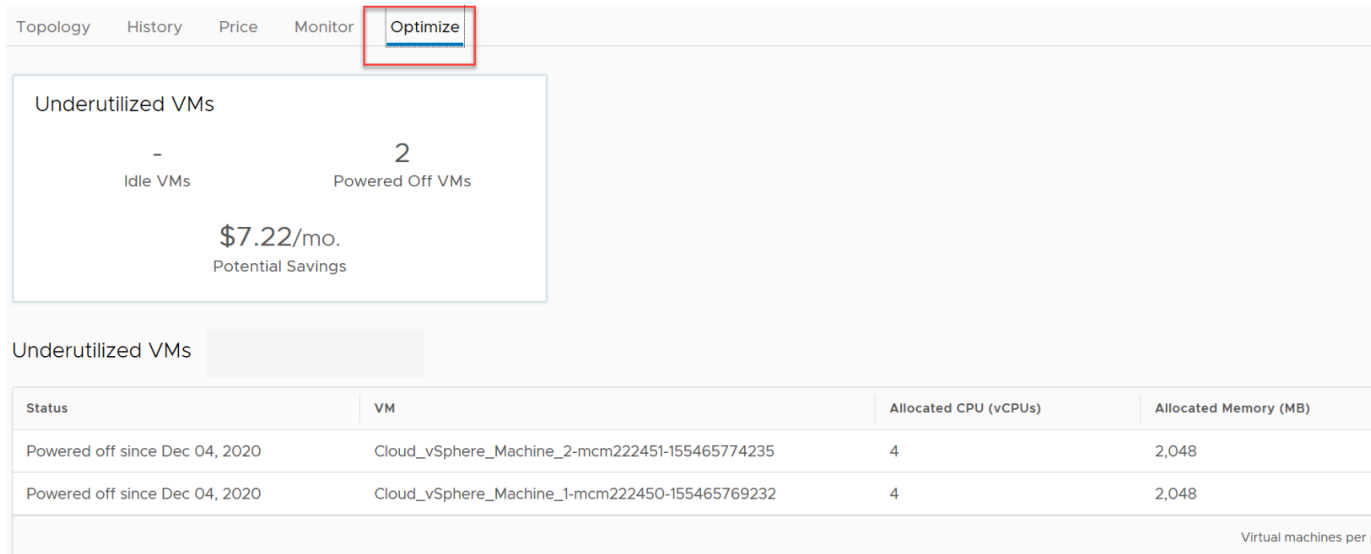 Topology History Price Monitor Optimize
Underutilized VMs
- 2
Idle VMs Powered Off VMs
$7.22/mo.
Potential Savings
Underutilized VMs
Status VM Allocated CPU (vCPUs) Allocated Memory (MB)
Powered off since Dec 04, 2020 Cloud_vSphere_Machine_2-mcm222451-155465774235 4 2,048
Powered off since Dec 04, 2020 Cloud_vSphere_Machine_1-mcm222450-155465769232 4 2,048
Virtual machines per